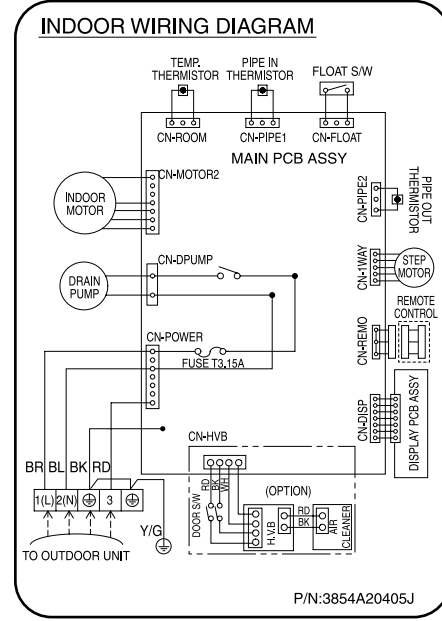 INDOOR WIRING DIAGRAM
TEMP. THERMISTOR
PIPE IN THERMISTOR
FLOAT S/W
CN-ROOM
CN-PIPE1
CN-FLOAT
MAIN PCB ASSY
CN-MOTOR2
INDOOR
MOTOR
CN-PIPE2
PIPE OUT
THERMISTOR
CN-DPUMP
DRAIN
PUMP
CN-1WAY
STEP
MOTOR
CN-POWER
FUSE T3.15A
REMOTE
CONTROL
CN-REMO
CN-DISP
DISPLAY PCB ASSY
CN-HVB
RD
BK
WH
(OPTION)
DOOR S/W
H.V.B
RD
BK
AIR
CLEANER
BR BL BK RD
1(L) 2(N) 3
Y/G
TO OUTDOOR UNIT
P/N:3854A20405J